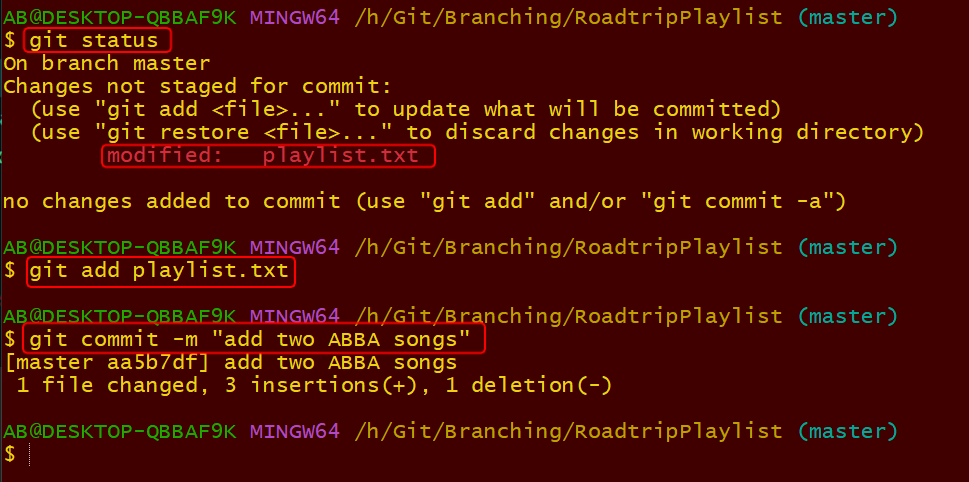 AB@DESKTOP-QBBAF9K MINGW64 /h/Git/Branching/RoadtripPlaylist (master)
$ git status
On branch master
Changes not staged for commit:
  (use "git add <file>..." to update what will be committed)
  (use "git restore <file>..." to discard changes in working directory)
        modified:   playlist.txt

no changes added to commit (use "git add" and/or "git commit -a")

AB@DESKTOP-QBBAF9K MINGW64 /h/Git/Branching/RoadtripPlaylist (master)
$ git add playlist.txt

AB@DESKTOP-QBBAF9K MINGW64 /h/Git/Branching/RoadtripPlaylist (master)
$ git commit -m "add two ABBA songs"
[master aa5b7df] add two ABBA songs
 1 file changed, 3 insertions(+), 1 deletion(-)

AB@DESKTOP-QBBAF9K MINGW64 /h/Git/Branching/RoadtripPlaylist (master)
$